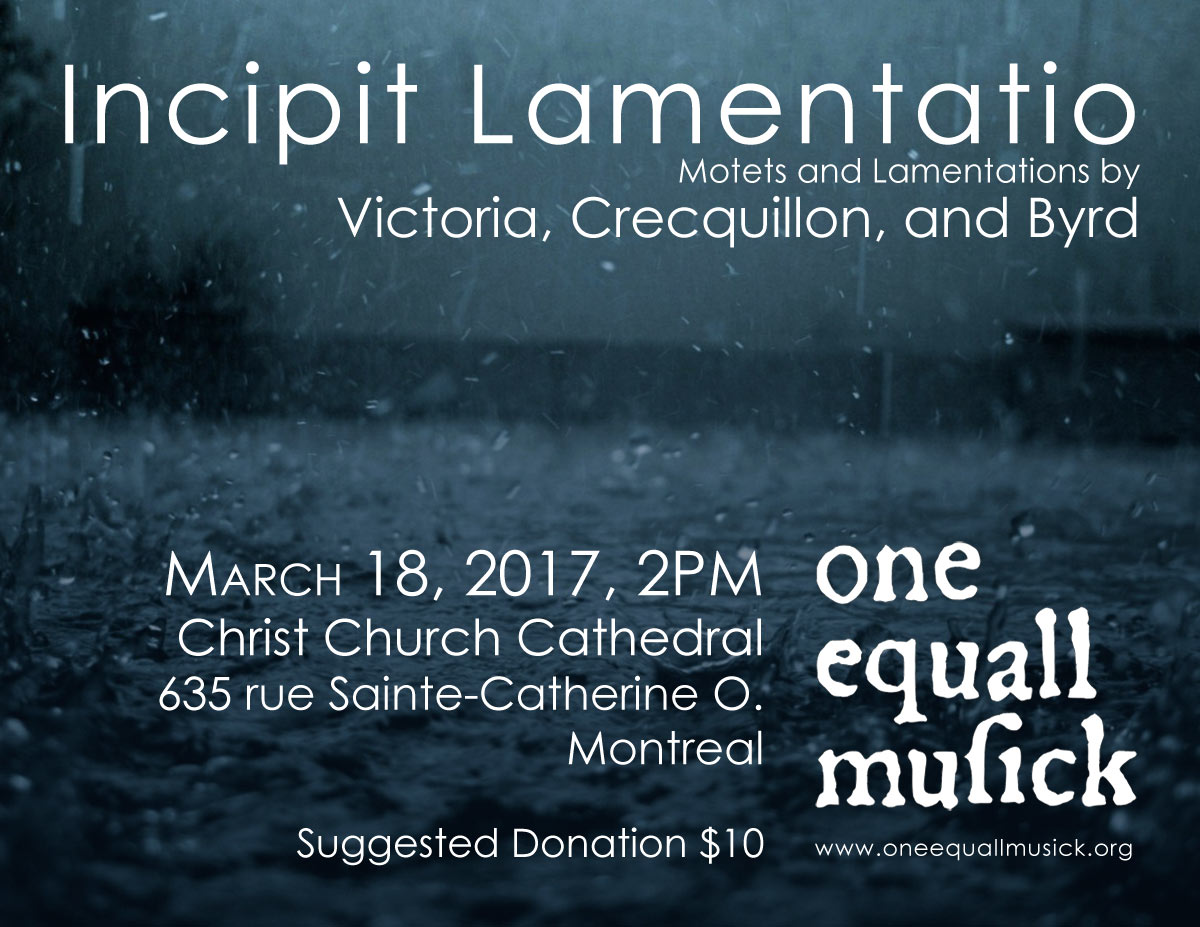 Incipit Lamentatio
Motets and Lamentations by
Victoria, Crecquillon, and Byrd
March 18, 2017, 2PM
Christ Church Cathedral
635 rue Sainte-Catherine O.
Montreal
Suggested Donation $10
one
equall
muſick
www.oneequallmusick.org